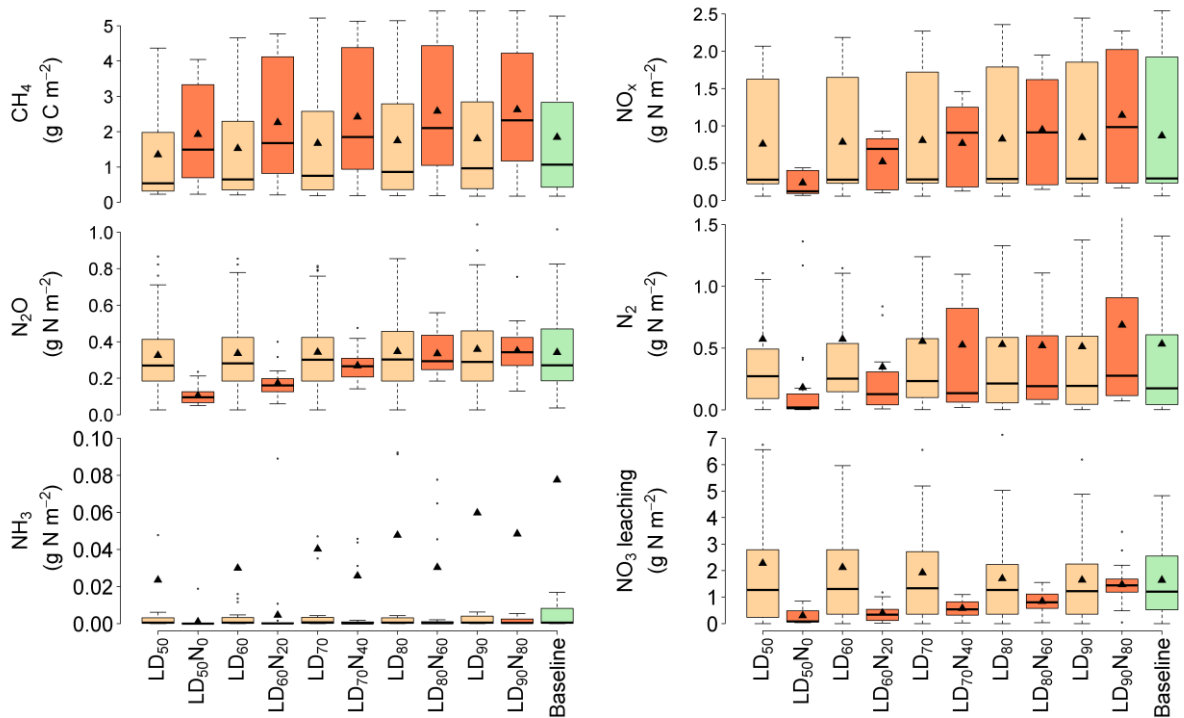 CH₄
(g C m⁻²)
5
4
3
2
1
0
NOₓ
(g N m⁻²)
2.5
2.0
1.5
1.0
0.5
0.0
N₂O
(g N m⁻²)
1.0
0.8
0.6
0.4
0.2
0.0
N₂
(g N m⁻²)
1.5
1.0
0.5
0.0
NH₃
(g N m⁻²)
0.10
0.08
0.06
0.04
0.02
0.00
NO₃ leaching
(g N m⁻²)
7
6
5
4
3
2
1
0
LD₅₀
LD₅₀N₀
LD₆₀
LD₆₀N₂₀
LD₇₀
LD₇₀N₄₀
LD₈₀
LD₈₀N₆₀
LD₉₀
LD₉₀N₈₀
Baseline
LD₅₀
LD₅₀N₀
LD₆₀
LD₆₀N₂₀
LD₇₀
LD₇₀N₄₀
LD₈₀
LD₈₀N₆₀
LD₉₀
LD₉₀N₈₀
Baseline